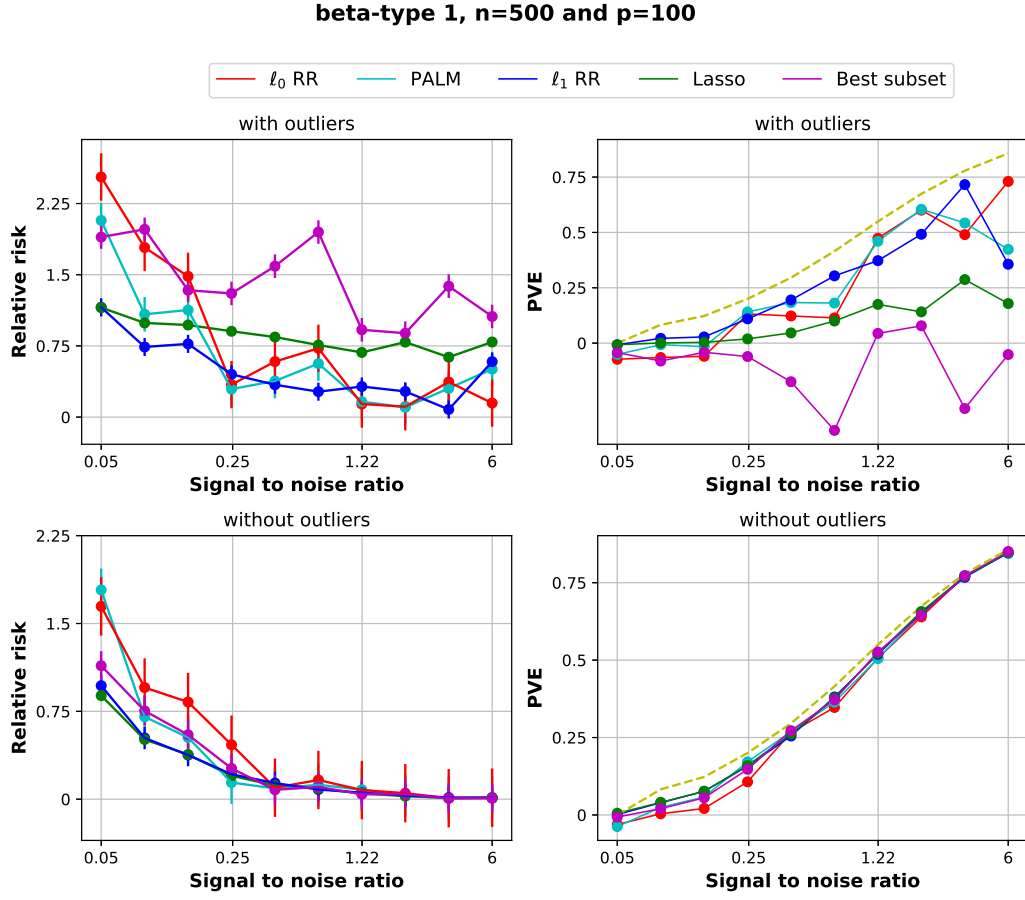 beta-type 1, n=500 and p=100
ℓ₀ RR PALM ℓ₁ RR Lasso Best subset
with outliers
Relative risk
2.25
1.5
0.75
0
0.05 0.25 1.22 6
Signal to noise ratio
with outliers
PVE
0.75
0.5
0.25
0
0.05 0.25 1.22 6
Signal to noise ratio
without outliers
Relative risk
2.25
1.5
0.75
0
0.05 0.25 1.22 6
Signal to noise ratio
without outliers
PVE
0.75
0.5
0.25
0
0.05 0.25 1.22 6
Signal to noise ratio